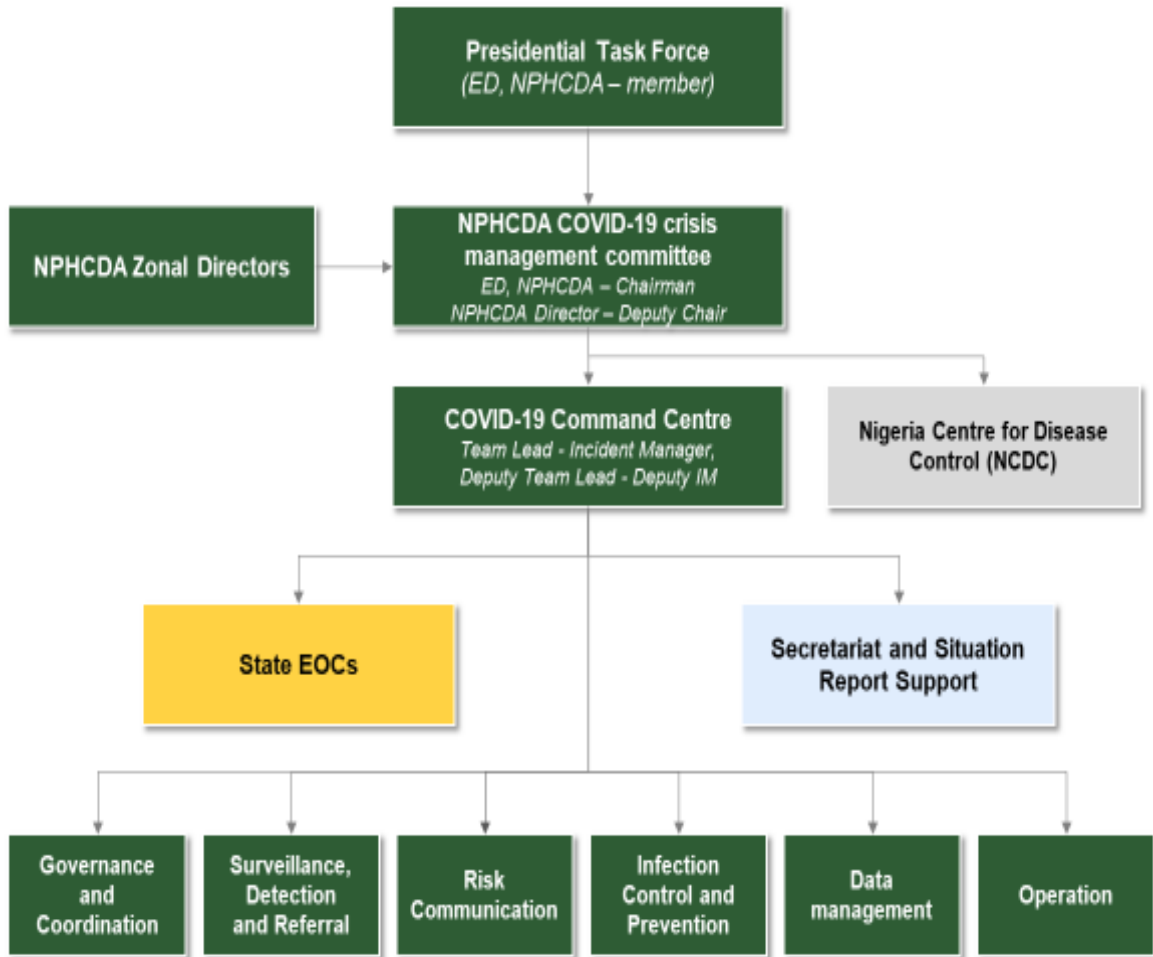 Presidential Task Force
(ED, NPHCDA – member)
NPHCDA Zonal Directors
NPHCDA COVID-19 crisis
management committee
ED, NPHCDA – Chairman
NPHCDA Director – Deputy Chair
COVID-19 Command Centre
Team Lead - Incident Manager,
Deputy Team Lead - Deputy IM
Nigeria Centre for Disease
Control (NCDC)
State EOCs
Secretariat and Situation
Report Support
Governance
and
Coordination
Surveillance,
Detection
and Referral
Risk
Communication
Infection
Control and
Prevention
Data
management
Operation